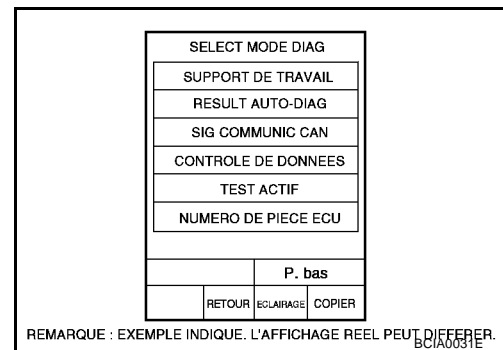 SELECT MODE DIAG
SUPPORT DE TRAVAIL
RESULT AUTO-DIAG
SIG COMMUNIC CAN
CONTROLE DE DONNEES
TEST ACTIF
NUMERO DE PIECE ECU
P. bas
RETOUR ECLAIRAGE COPIER
REMARQUE : EXEMPLE INDIQUE. L'AFFICHAGE REEL PEUT DIFFERER.
BCIA0031E